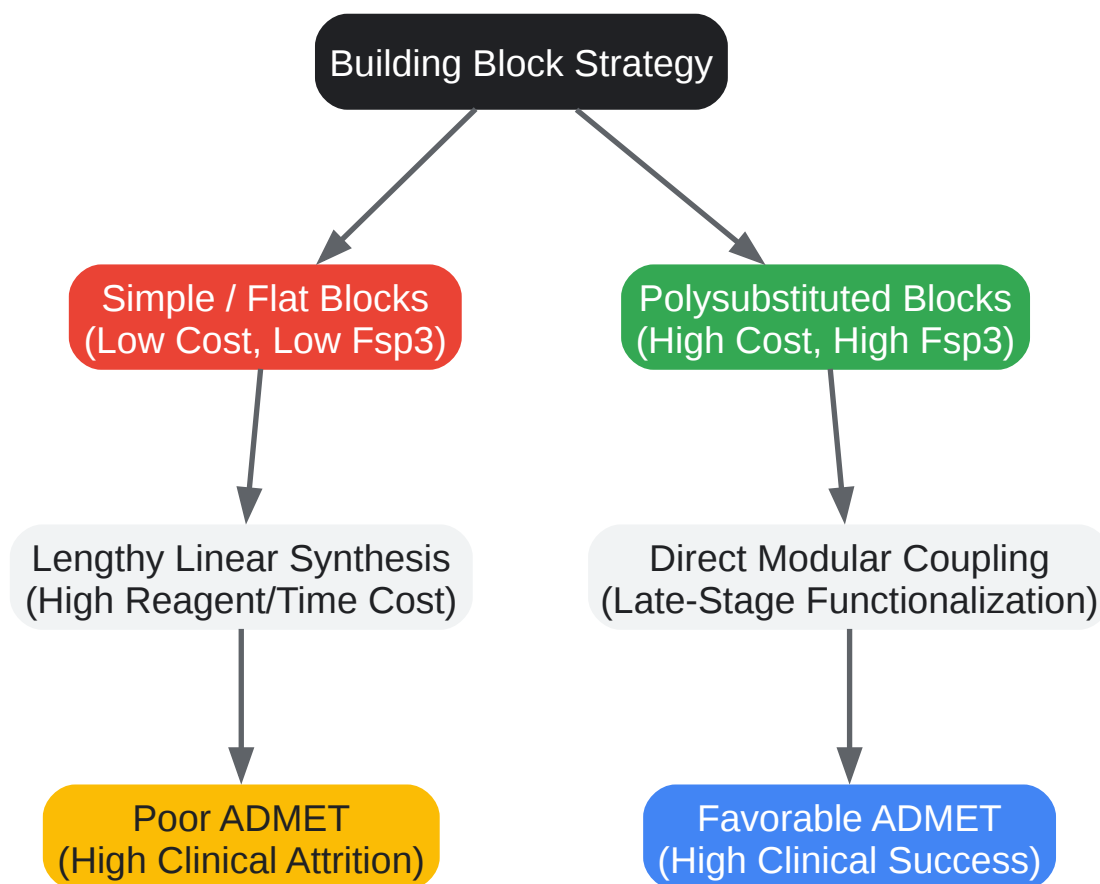 Building Block Strategy
Simple / Flat Blocks
(Low Cost, Low Fsp3)
Polysubstituted Blocks
(High Cost, High Fsp3)
Lengthy Linear Synthesis
(High Reagent/Time Cost)
Direct Modular Coupling
(Late-Stage Functionalization)
Poor ADMET
(High Clinical Attrition)
Favorable ADMET
(High Clinical Success)